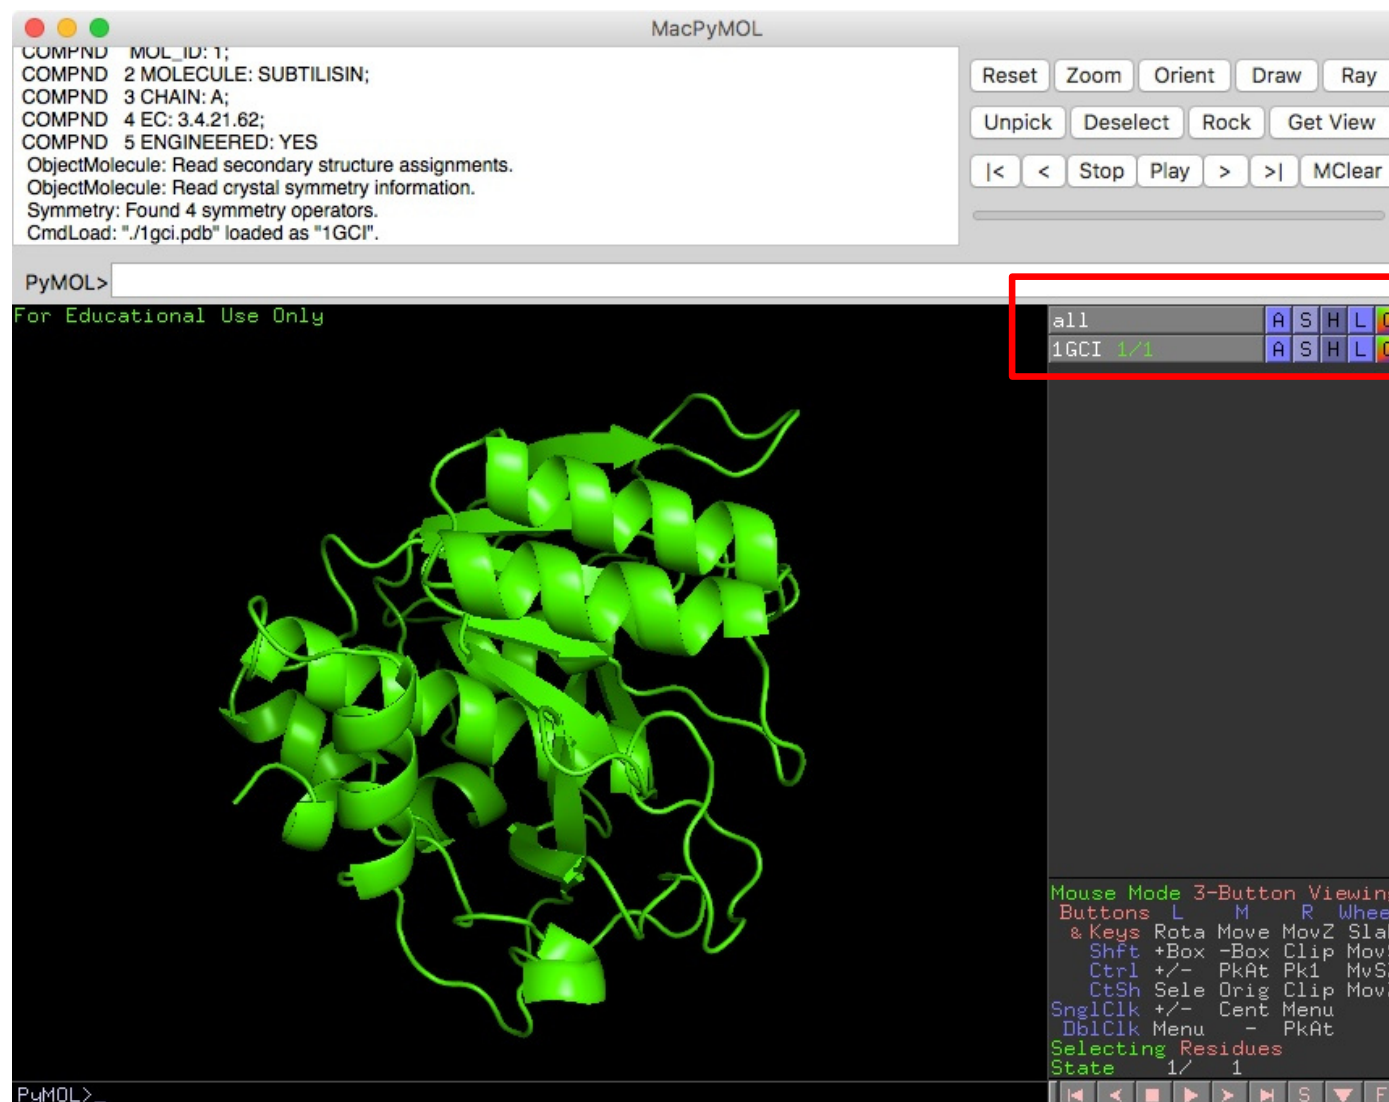 MacPyMOL
COMPND MOL_ID: 1;
COMPND 2 MOLECULE: SUBTILISIN;
COMPND 3 CHAIN: A;
COMPND 4 EC: 3.4.21.62;
COMPND 5 ENGINEERED: YES
ObjectMolecule: Read secondary structure assignments.
ObjectMolecule: Read crystal symmetry information.
Symmetry: Found 4 symmetry operators.
CmdLoad: "./1gci.pdb" loaded as "1GCI".
Reset Zoom Orient Draw Ray
Unpick Deselect Rock Get View
|< < Stop Play > >| MClear
PyMOL>
For Educational Use Only
all A S H L
1GCI 1/1 A S H L
Mouse Mode 3-Button Viewing
Buttons L M R Whee
& Keys Rota Move MovZ Sla
Shft +Box -Box Clip Mov
Ctrl +/- PkAt Pk1 MvS
CtSh Sele Orig Clip Mov
SnglClk +/- Cent Menu
DblClk Menu - PkAt
Selecting Residues
State 1/ 1
PyMOL>_
S F